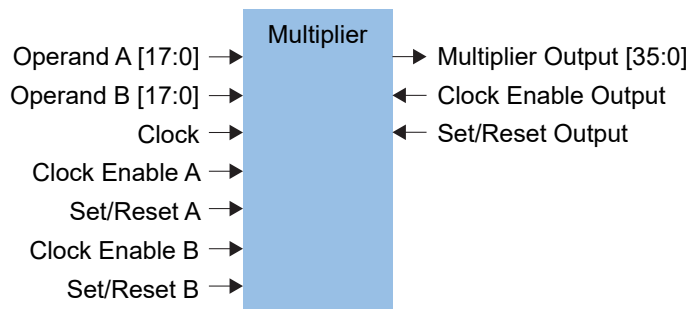 Multiplier
Operand A [17:0]
Operand B [17:0]
Clock
Clock Enable A
Set/Reset A
Clock Enable B
Set/Reset B
Multiplier Output [35:0]
Clock Enable Output
Set/Reset Output